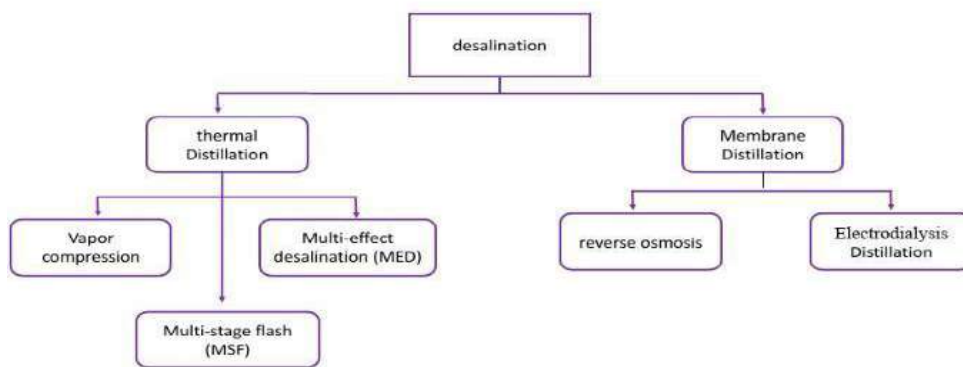 desalination
thermal
Distillation
Membrane
Distillation
Vapor
compression
Multi-effect
desalination (MED)
reverse osmosis
Electrodialysis
Distillation
Multi-stage flash
(MSF)